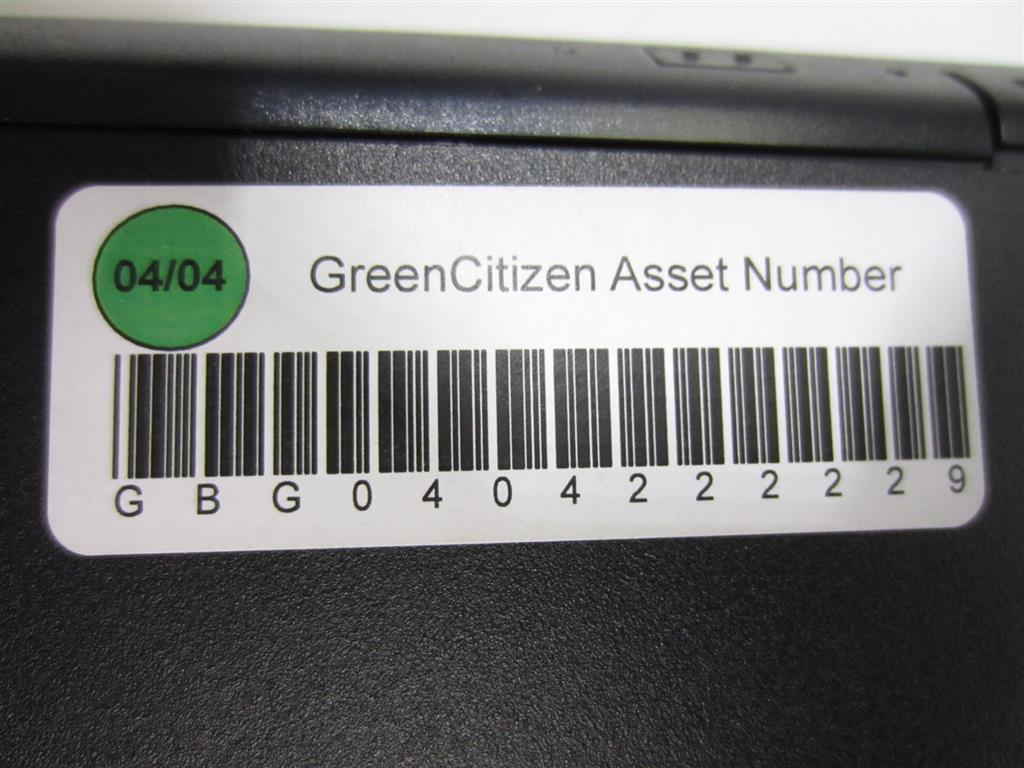 04/04
GreenCitizen Asset Number
G B G 0 4 0 4 2 2 2 2 2 9